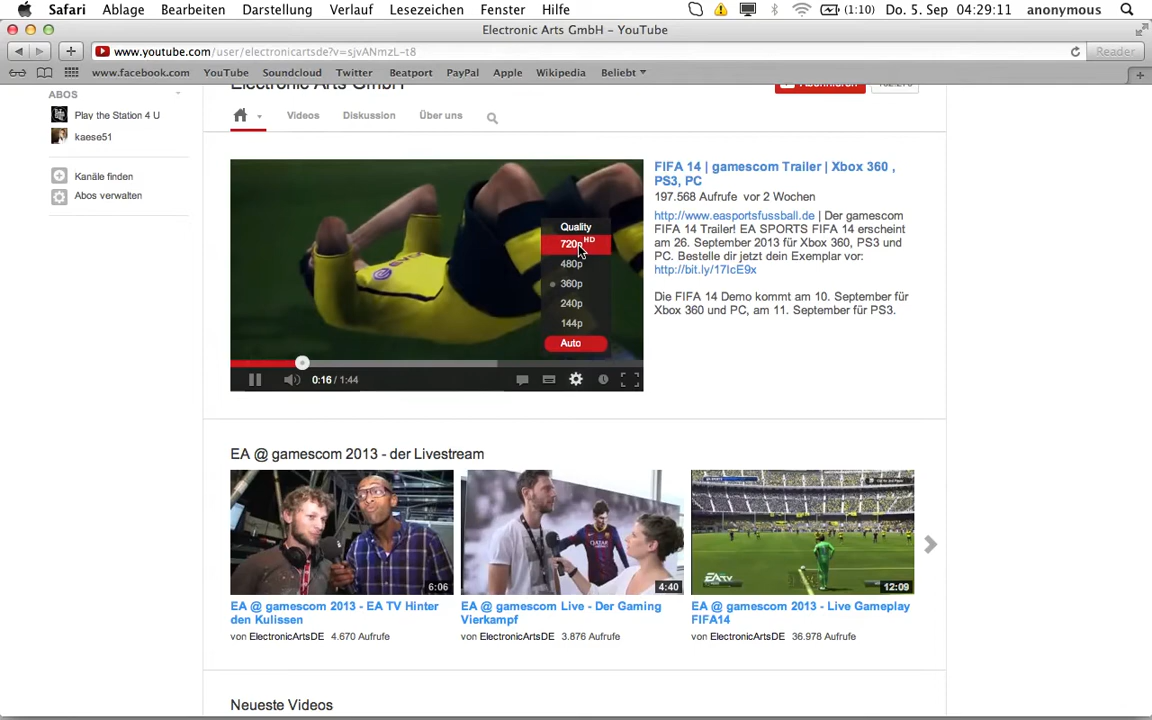 Safari Ablage Bearbeiten Darstellung Verlauf Lesezeichen Fenster Hilfe (1:10) Do. 5. Sep 04:29:11 anonymous
Electronic Arts GmbH – YouTube
www.youtube.com/user/electronicartsde?v=sjvANmzL-t8 Reader
www.facebook.com YouTube Soundcloud Twitter Beatport PayPal Apple Wikipedia Beliebt
ABOS
Play the Station 4 U
kaese51
Kanäle finden
Abos verwalten
Electronic Arts GmbH Abonnieren
Videos Diskussion Über uns
Quality
720p HD
480p
360p
240p
144p
Auto
0:16 / 1:44
FIFA 14 | gamescom Trailer | Xbox 360 ,
PS3, PC
197.568 Aufrufe vor 2 Wochen
http://www.easportsfussball.de | Der gamescom
FIFA 14 Trailer! EA SPORTS FIFA 14 erscheint
am 26. September 2013 für Xbox 360, PS3 und
PC. Bestelle dir jetzt dein Exemplar vor:
http://bit.ly/17IcE9x
Die FIFA 14 Demo kommt am 10. September für
Xbox 360 und PC, am 11. September für PS3.
EA @ gamescom 2013 - der Livestream
6:06
EA @ gamescom 2013 - EA TV Hinter
den Kulissen
von ElectronicArtsDE 4.670 Aufrufe
4:40
EA @ gamescom Live - Der Gaming
Vierkampf
von ElectronicArtsDE 3.876 Aufrufe
EATV
12:09
EA @ gamescom 2013 - Live Gameplay
FIFA14
von ElectronicArtsDE 36.978 Aufrufe
Neueste Videos